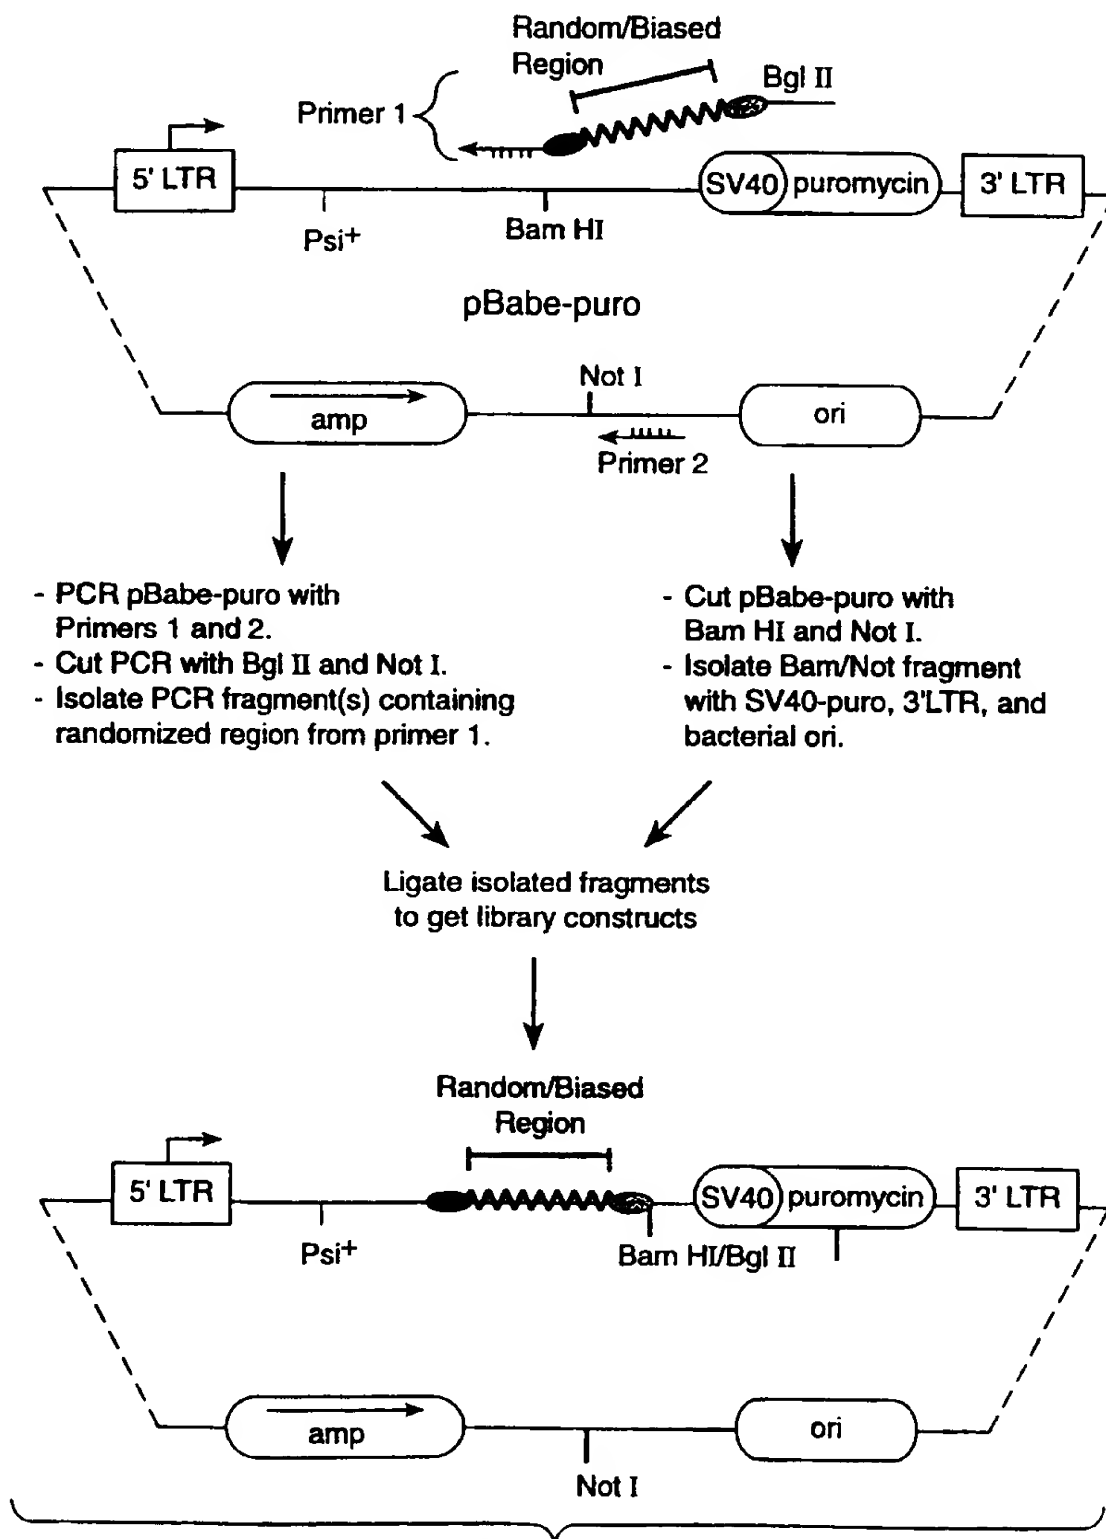 Random/Biased
Region
Bgl II
Primer 1
5' LTR
SV40
puromycin
3' LTR
Psi+
Bam HI
pBabe-puro
Not I
amp
ori
Primer 2
- PCR pBabe-puro with
Primers 1 and 2.
- Cut PCR with Bgl II and Not I.
- Isolate PCR fragment(s) containing
randomized region from primer 1.
- Cut pBabe-puro with
Bam HI and Not I.
- Isolate Bam/Not fragment
with SV40-puro, 3'LTR, and
bacterial ori.
Ligate isolated fragments
to get library constructs
Random/Biased
Region
5' LTR
SV40
puromycin
3' LTR
Psi+
Bam HI/Bgl II
amp
ori
Not I